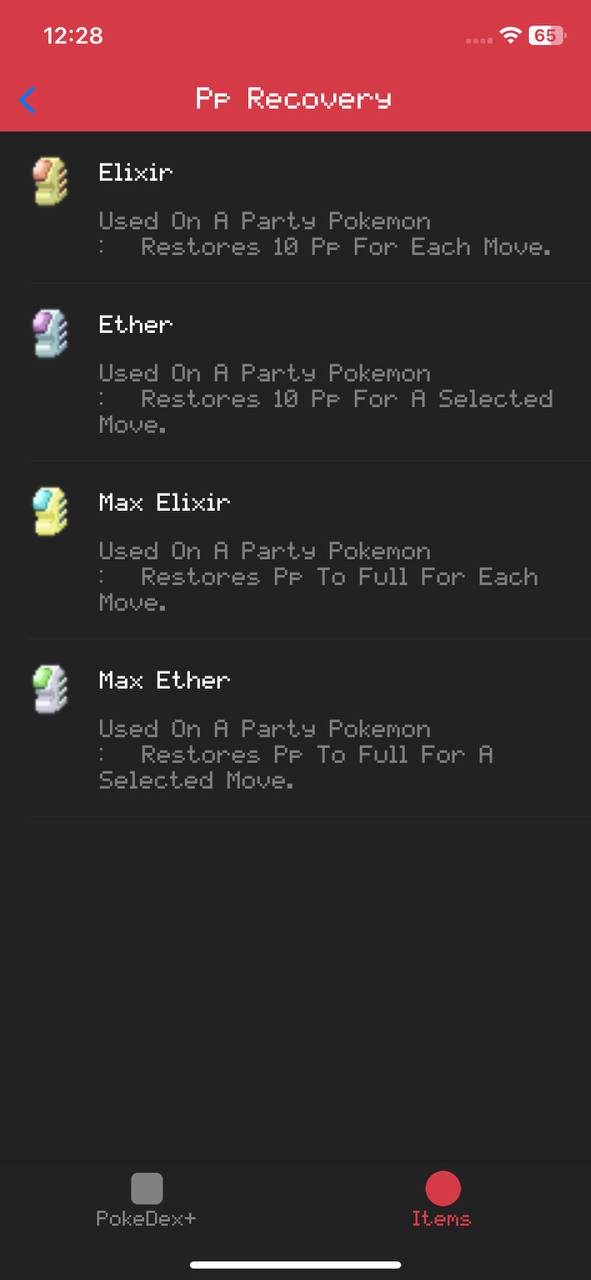 12:28
65
Pp Recovery
Elixir
Used On A Party Pokemon
:  Restores 10 Pp For Each Move.
Ether
Used On A Party Pokemon
:  Restores 10 Pp For A Selected
Move.
Max Elixir
Used On A Party Pokemon
:  Restores Pp To Full For Each
Move.
Max Ether
Used On A Party Pokemon
:  Restores Pp To Full For A
Selected Move.
PokeDex+
Items